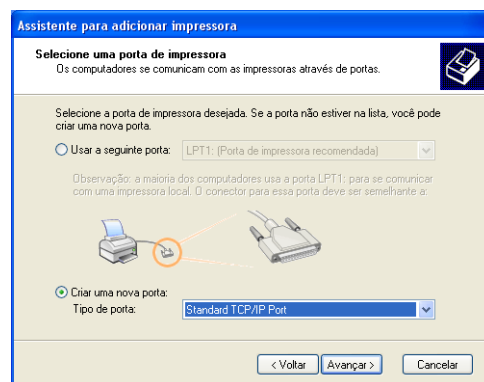 Assistente para adicionar impressora
Selecione uma porta de impressora
Os computadores se comunicam com as impressoras através de portas.
Selecione a porta de impressora desejada. Se a porta não estiver na lista, você pode
criar uma nova porta.
Usar a seguinte porta: LPT1: (Porta de impressora recomendada)
Observação: a maioria dos computadores usa a porta LPT1: para se comunicar
com uma impressora local. O conector para essa porta deve ser semelhante a:
Criar uma nova porta:
Tipo de porta: Standard TCP/IP Port
< Voltar Avançar > Cancelar